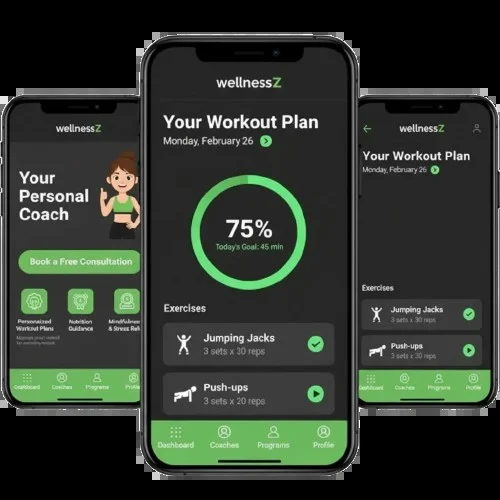 wellnessZ
Your
Personal
Coach
Book a Free Consultation
Personalized
Workout Plans
Nutrition
Guidance
Mindfulness
& Stress Rel
Dashboard
Coaches
Programs
Profi
wellnessZ
Your Workout Plan
Monday, February 26
75%
Today's Goal: 45 min
Exercises
Jumping Jacks
3 sets x 30 reps
Push-ups
3 sets x 20 reps
Dashboard
Coaches
Programs
Profile
wellnessZ
Your Workout Plan
Monday, February 26
Exercises
Jumping Jacks
3 sets x 30 reps
Push-ups
3 sets x 20 reps
Dashboard
Coaches
Programs
Profile